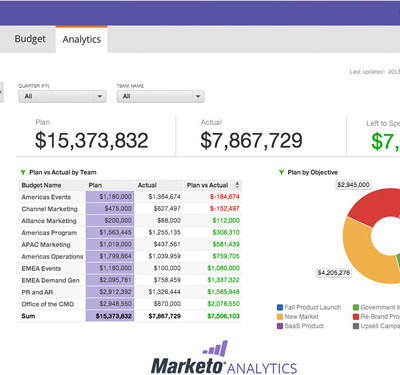 Budget Analytics
Last updated: 2013
QUARTER (FY) TEAM NAME
All All
Plan Actual Left to Spe
$15,373,832 $7,867,729 $7,
Plan vs Actual by Team Plan by Objective
Budget Name Plan Actual Plan vs Actual
Americas Events $1,180,000 $1,364,674 $-184,674
Channel Marketing $475,000 $627,497 $-152,497
Alliance Marketing $200,000 $88,000 $112,000
Americas Program $1,563,445 $1,255,135 $308,310
APAC Marketing $1,019,000 $437,561 $581,439
Americas Operations $1,799,664 $1,039,959 $759,705
EMEA Events $1,180,000 $100,000 $1,080,000
EMEA Demand Gen $2,095,781 $758,459 $1,337,322
PR and AR $2,912,392 $1,326,444 $1,585,948
Office of the CMO $2,948,550 $870,000 $2,078,550
Sum $15,373,832 $7,867,729 $7,506,103
$2,945,000
$4,205,276
Fall Product Launch Government In
New Market Re-Brand Pro
SaaS Product Upsell Campa
Marketo ANALYTICS